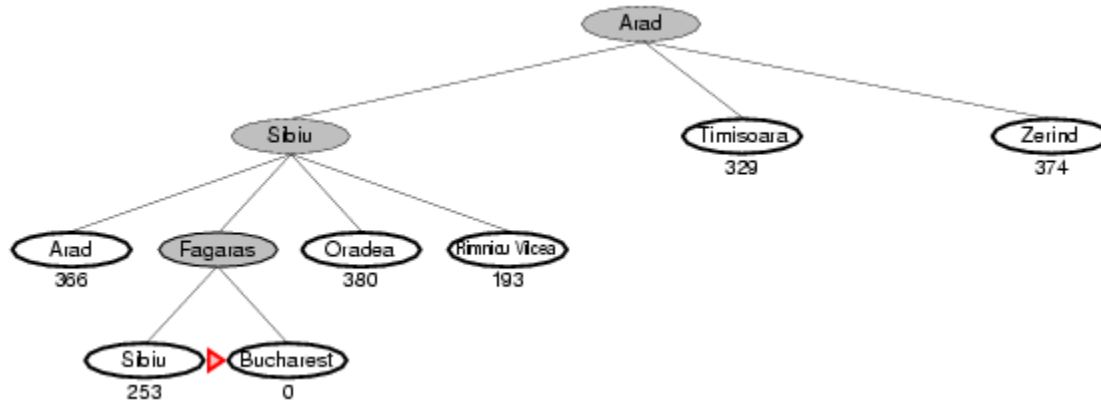 Arad
Sibiu
Timisoara
Zerind
329
374
Arad
Fagaras
Oradea
Rimnicu Vilcea
366
380
193
Sibiu
Bucharest
253
0